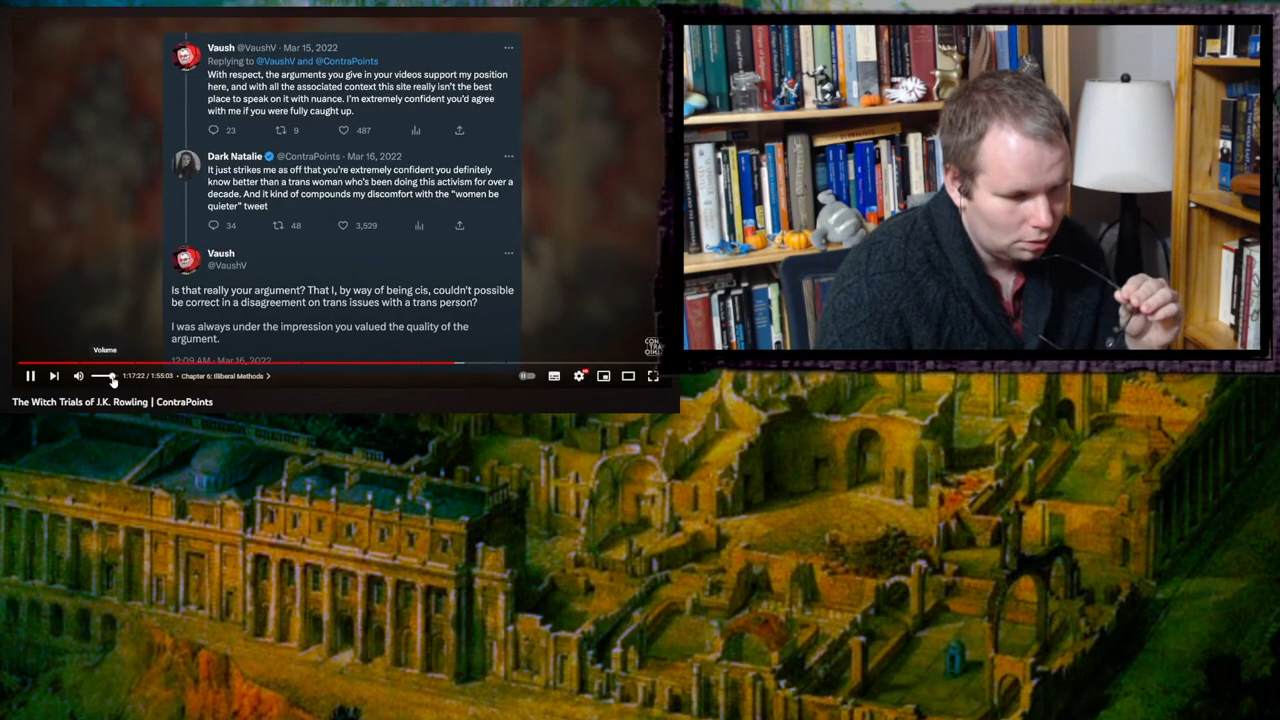 Vaush @VaushV · Mar 15, 2022
Replying to @VaushV and @ContraPoints
With respect, the arguments you give in your videos support my position
here, and with all the associated context this site really isn't the best
place to speak on it with nuance. I'm extremely confident you'd agree
with me if you were fully caught up.
23 9 487
Dark Natalie @ContraPoints · Mar 16, 2022
It just strikes me as off that you're extremely confident you definitely
know better than a trans woman who's been doing this activism for over a
decade. And it kind of compounds my discomfort with the "women be
quieter" tweet
34 48 3,529
Vaush
@VaushV
Is that really your argument? That I, by way of being cis, couldn't possible
be correct in a disagreement on trans issues with a trans person?
I was always under the impression you valued the quality of the
argument.
12:09 AM · Mar 16, 2022
Volume
1:17:22 / 1:55:03 • Chapter 6: Illiberal Methods >
The Witch Trials of J.K. Rowling | ContraPoints